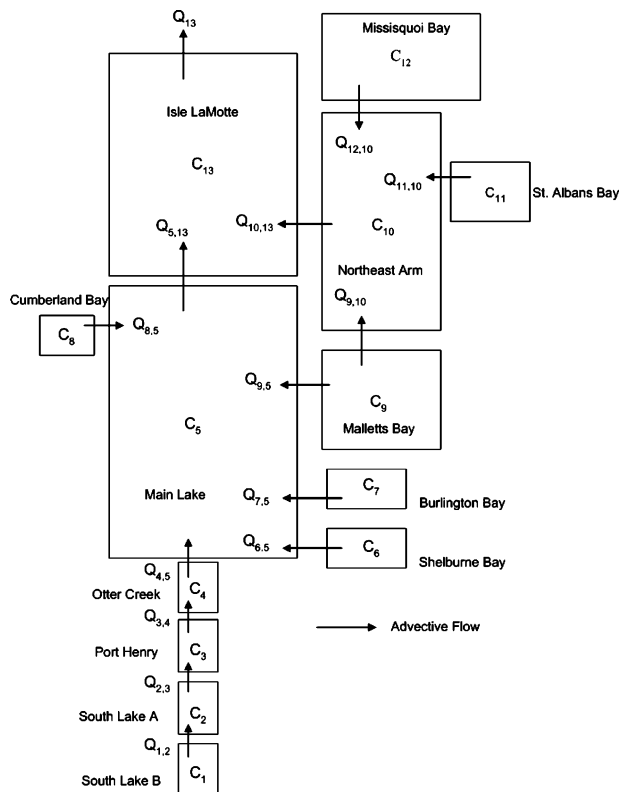 Q13
Missisquoi Bay
C12
Isle LaMotte
C13
Q12,10
Q11,10
C11
St. Albans Bay
Q5,13
Q10,13
C10
Northeast Arm
Q9,10
Cumberland Bay
C8
Q8,5
Q9,5
C9
Malletts Bay
C5
Main Lake
Q7,5
C7
Burlington Bay
Q6,5
C6
Shelburne Bay
Q4,5
Otter Creek
C4
Q3,4
Port Henry
C3
Advective Flow
Q2,3
South Lake A
C2
Q1,2
South Lake B
C1